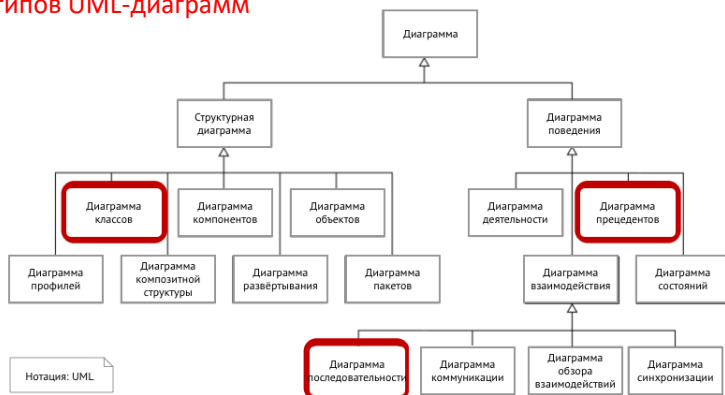 типов UML-диаграмм
Диаграмма
Структурная
диаграмма
Диаграмма
поведения
Диаграмма
классов
Диаграмма
компонентов
Диаграмма
объектов
Диаграмма
деятельности
Диаграмма
прецедентов
Диаграмма
профилей
Диаграмма
композитной
структуры
Диаграмма
развёртывания
Диаграмма
пакетов
Диаграмма
взаимодействия
Диаграмма
состояний
Диаграмма
последовательности
Диаграмма
коммуникации
Диаграмма
обзора
взаимодействий
Диаграмма
синхронизации
Нотация: UML